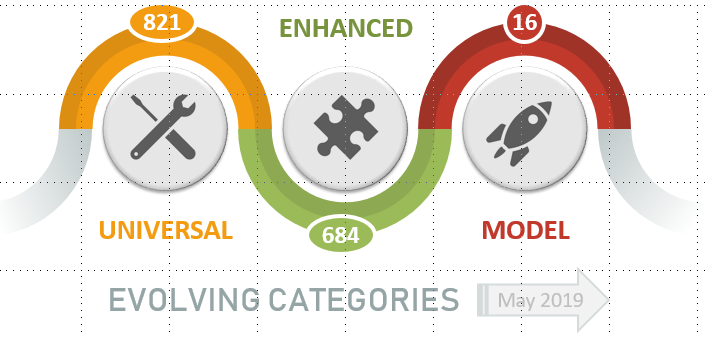 821
ENHANCED
16
UNIVERSAL
684
MODEL
EVOLVING CATEGORIES
May 2019